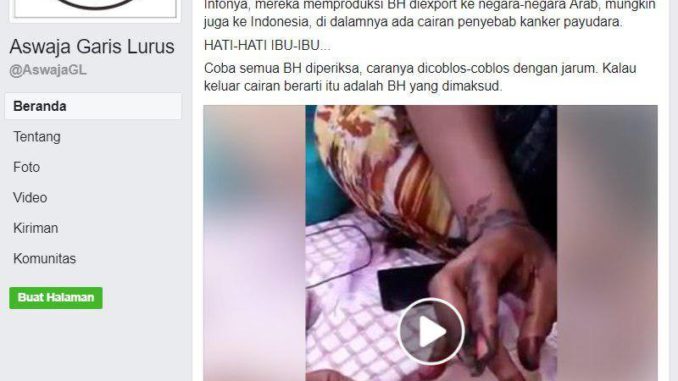 Aswaja Garis Lurus
@AswajaGL
Beranda
Tentang
Foto
Video
Kiriman
Komunitas
Buat Halaman
Infonya, mereka memproduksi BH diexport ke negara-negara Arab, mungkin
juga ke Indonesia, di dalamnya ada cairan penyebab kanker payudara.
HATI-HATI IBU-IBU...
Coba semua BH diperiksa, caranya dicoblos-coblos dengan jarum. Kalau
keluar cairan berarti itu adalah BH yang dimaksud.